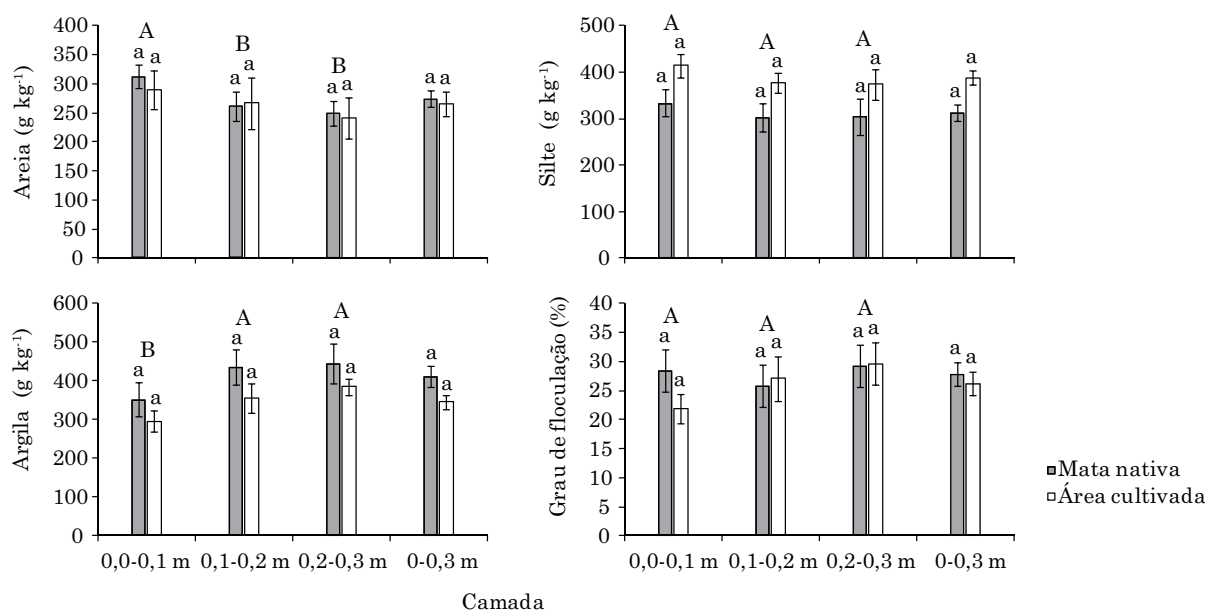 Areia (g kg⁻¹)
400
350
300
250
200
150
100
50
0
A
a a
B
a a
B
a a
a a
Silte (g kg⁻¹)
500
400
300
200
100
0
A
a a
A
a a
A
a a
a a
Argila (g kg⁻¹)
600
500
400
300
200
100
0
B
a a
A
a a
A
a a
a a
0,0-0,1 m 0,1-0,2 m 0,2-0,3 m 0-0,3 m
Grau de floculação (%)
40
35
30
25
20
15
10
5
0
A
a a
A
a a
A
a a
a a
0,0-0,1 m 0,1-0,2 m 0,2-0,3 m 0-0,3 m
Mata nativa
Área cultivada
Camada